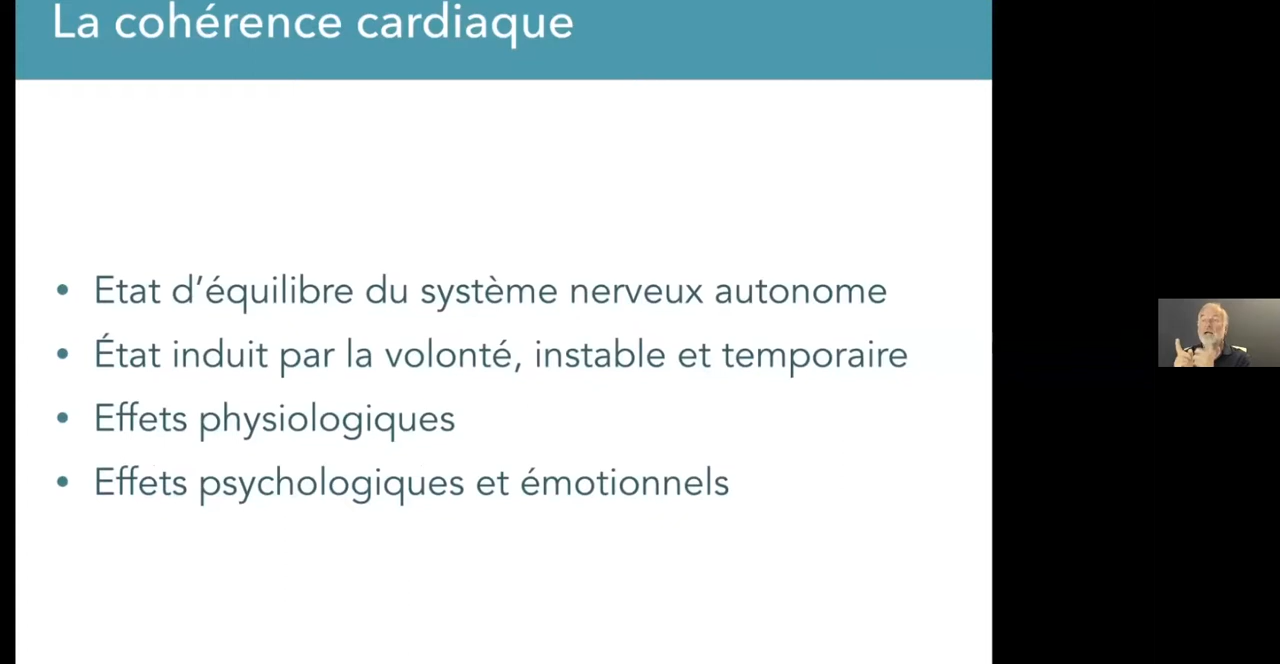 La cohérence cardiaque
• Etat d’équilibre du système nerveux autonome
• État induit par la volonté, instable et temporaire
• Effets physiologiques
• Effets psychologiques et émotionnels